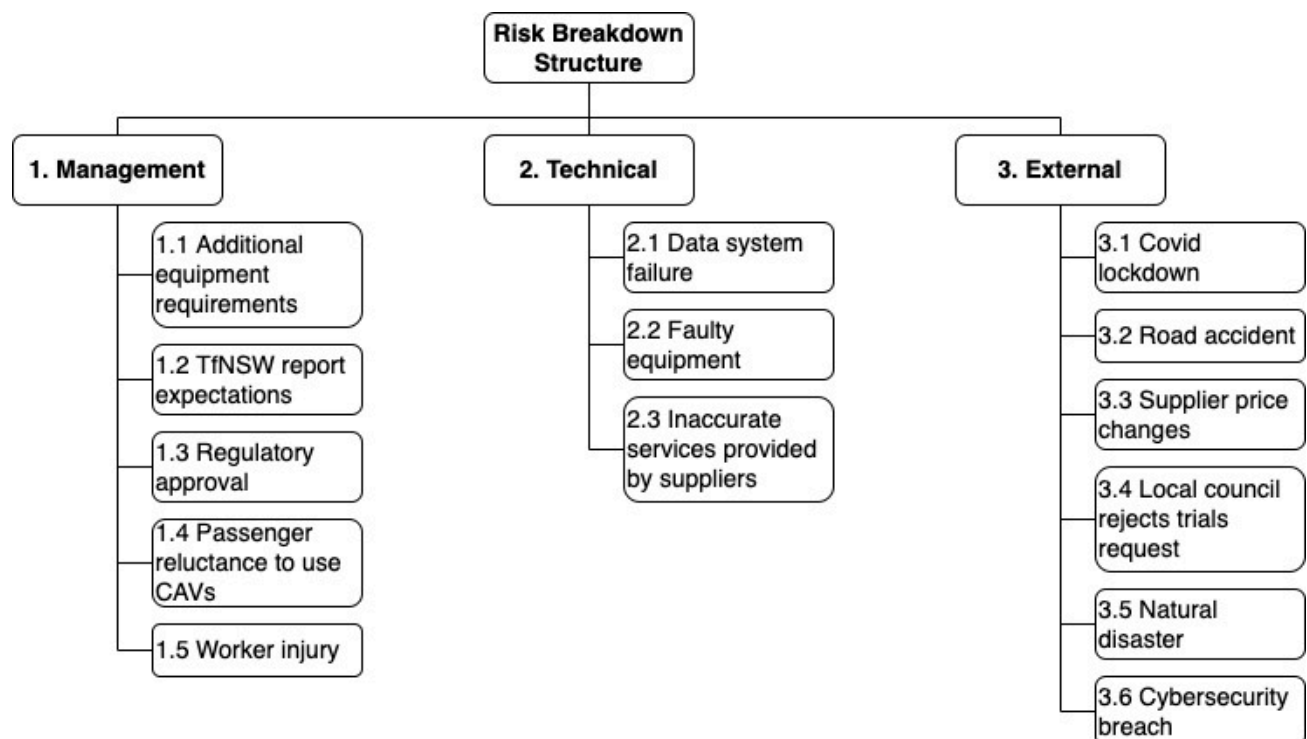 Risk Breakdown
Structure
1. Management
2. Technical
3. External
1.1 Additional
equipment
requirements
1.2 TfNSW report
expectations
1.3 Regulatory
approval
1.4 Passenger
reluctance to use
CAVs
1.5 Worker injury
2.1 Data system
failure
2.2 Faulty
equipment
2.3 Inaccurate
services provided
by suppliers
3.1 Covid
lockdown
3.2 Road accident
3.3 Supplier price
changes
3.4 Local council
rejects trials
request
3.5 Natural
disaster
3.6 Cybersecurity
breach